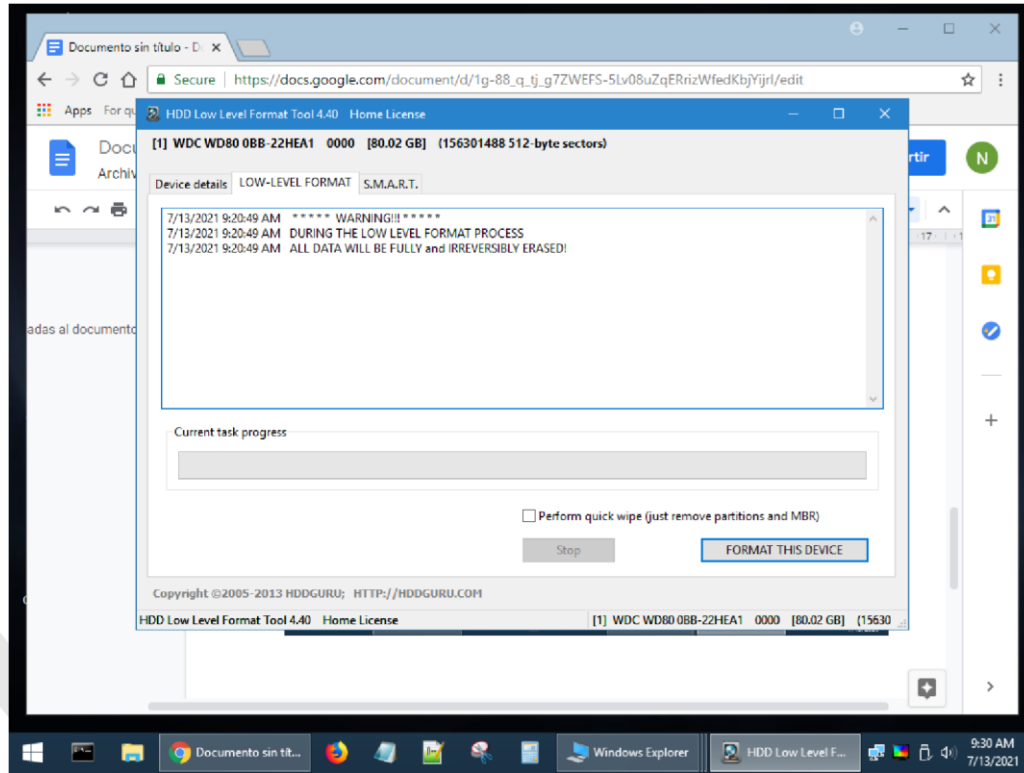 Documento sin título - D
Secure https://docs.google.com/document/d/1g-88_q_tj_g7ZWEFS-5Lv08uZqERrizWfedKbjYijrI/edit
Apps For qu
HDD Low Level Format Tool 4.40 Home License
[1] WDC WD80 0BB-22HEA1 0000 [80.02 GB] (156301488 512-byte sectors)
Docu
rtir
N
Archiv
Device details LOW-LEVEL FORMAT S.M.A.R.T.
7/13/2021 9:20:49 AM * * * * * WARNING!!! * * * * *
7/13/2021 9:20:49 AM DURING THE LOW LEVEL FORMAT PROCESS
7/13/2021 9:20:49 AM ALL DATA WILL BE FULLY and IRREVERSIBLY ERASED!
17
31
adas al documento
Current task progress
Perform quick wipe (just remove partitions and MBR)
Stop FORMAT THIS DEVICE
Copyright ©2005-2013 HDDGURU; HTTP://HDDGURU.COM
HDD Low Level Format Tool 4.40 Home License [1] WDC WD80 0BB-22HEA1 0000 [80.02 GB] (15630
Documento sin tít... Windows Explorer HDD Low Level F... 9:30 AM
7/13/2021